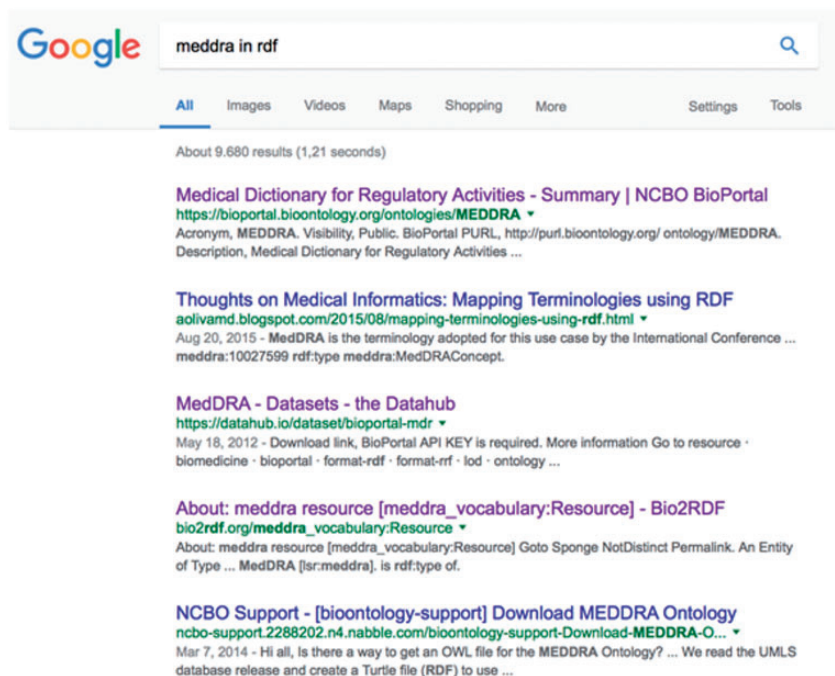 Google
meddra in rdf
All Images Videos Maps Shopping More Settings Tools
About 9.680 results (1,21 seconds)
Medical Dictionary for Regulatory Activities - Summary | NCBO BioPortal
https://bioportal.bioontology.org/ontologies/MEDDRA
Acronym, MEDDRA. Visibility, Public. BioPortal PURL, http://purl.bioontology.org/ ontology/MEDDRA.
Description, Medical Dictionary for Regulatory Activities ...
Thoughts on Medical Informatics: Mapping Terminologies using RDF
aolivamd.blogspot.com/2015/08/mapping-terminologies-using-rdf.html
Aug 20, 2015 - MedDRA is the terminology adopted for this use case by the International Conference ...
meddra:10027599 rdf:type meddra:MedDRAConcept.
MedDRA - Datasets - the Datahub
https://datahub.io/dataset/bioportal-mdr
May 18, 2012 - Download link, BioPortal API KEY is required. More information Go to resource ·
biomedicine · bioportal · format-rdf · format-rrf · lod · ontology ...
About: meddra resource [meddra_vocabulary:Resource] - Bio2RDF
bio2rdf.org/meddra_vocabulary:Resource
About: meddra resource [meddra_vocabulary:Resource] Goto Sponge NotDistinct Permalink. An Entity
of Type ... MedDRA [lsr:meddra]. is rdf:type of.
NCBO Support - [bioontology-support] Download MEDDRA Ontology
ncbo-support.2288202.n4.nabble.com/bioontology-support-Download-MEDDRA-O...
Mar 7, 2014 - Hi all, Is there a way to get an OWL file for the MEDDRA Ontology? ... We read the UMLS
database release and create a Turtle file (RDF) to use ...